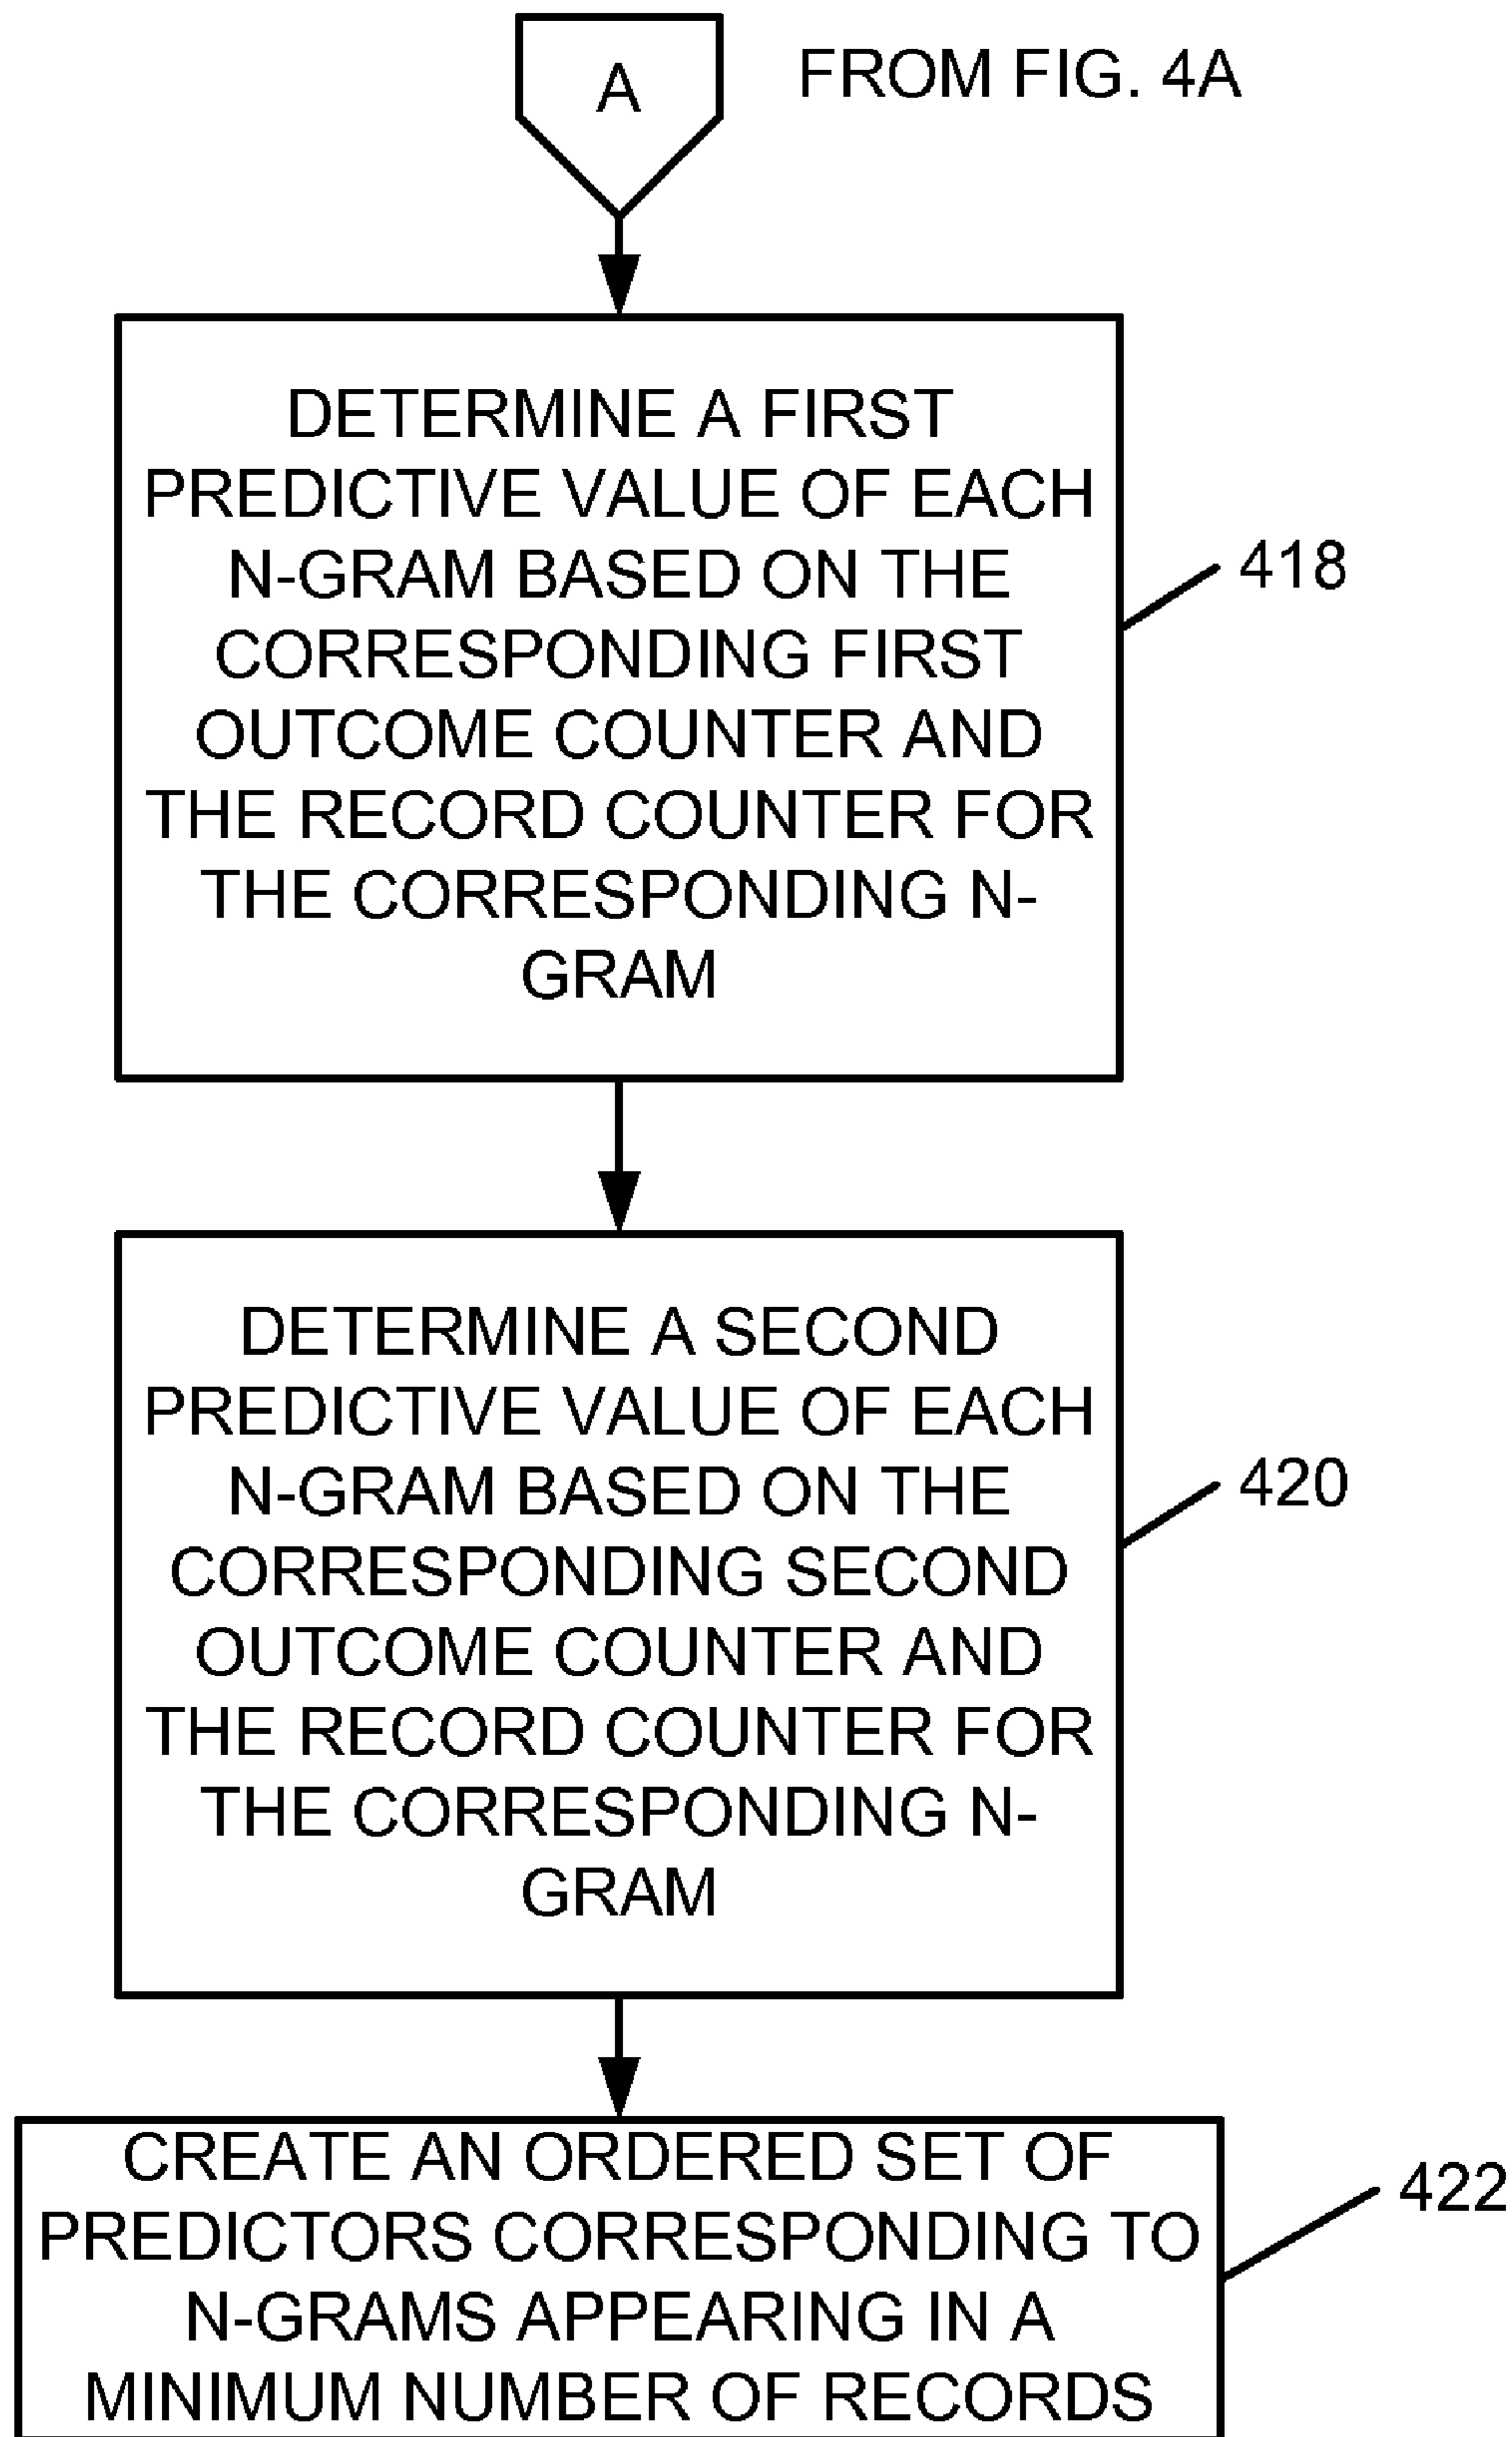 A
FROM FIG. 4A
DETERMINE A FIRST
PREDICTIVE VALUE OF EACH
N-GRAM BASED ON THE
CORRESPONDING FIRST
OUTCOME COUNTER AND
THE RECORD COUNTER FOR
THE CORRESPONDING N-
GRAM
418
DETERMINE A SECOND
PREDICTIVE VALUE OF EACH
N-GRAM BASED ON THE
CORRESPONDING SECOND
OUTCOME COUNTER AND
THE RECORD COUNTER FOR
THE CORRESPONDING N-
GRAM
420
CREATE AN ORDERED SET OF
PREDICTORS CORRESPONDING TO
N-GRAMS APPEARING IN A
MINIMUM NUMBER OF RECORDS
422